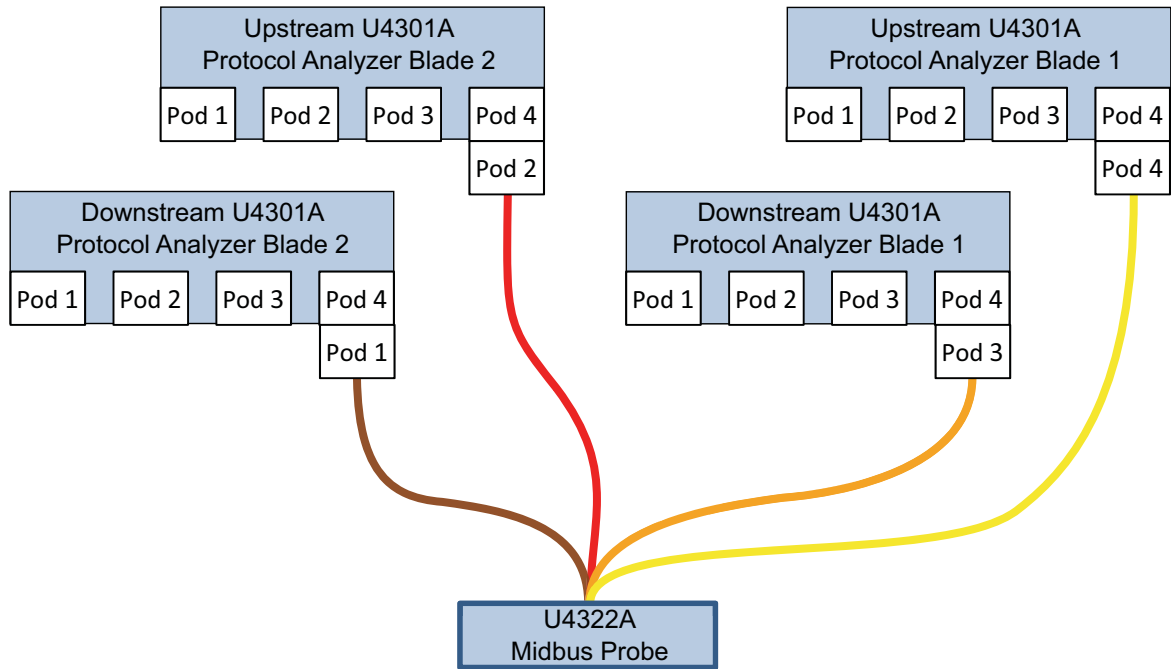 Upstream U4301A
Protocol Analyzer Blade 2
Pod 1 Pod 2 Pod 3 Pod 4
Pod 2
Upstream U4301A
Protocol Analyzer Blade 1
Pod 1 Pod 2 Pod 3 Pod 4
Pod 4
Downstream U4301A
Protocol Analyzer Blade 2
Pod 1 Pod 2 Pod 3 Pod 4
Pod 1
Downstream U4301A
Protocol Analyzer Blade 1
Pod 1 Pod 2 Pod 3 Pod 4
Pod 3
U4322A
Midbus Probe